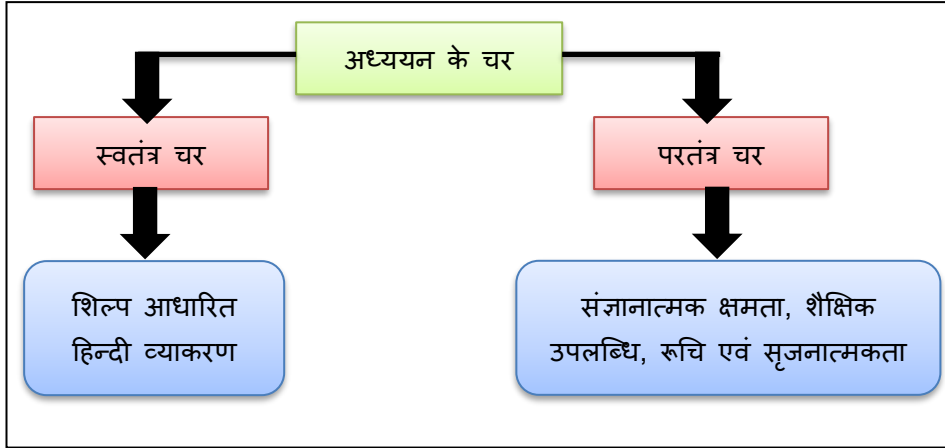 अध्ययन के चर
स्वतंत्र चर
परतंत्र चर
शिल्प आधारित
हिन्दी व्याकरण
संज्ञानात्मक क्षमता, शैक्षिक
उपलब्धि, रूचि एवं सृजनात्मकता